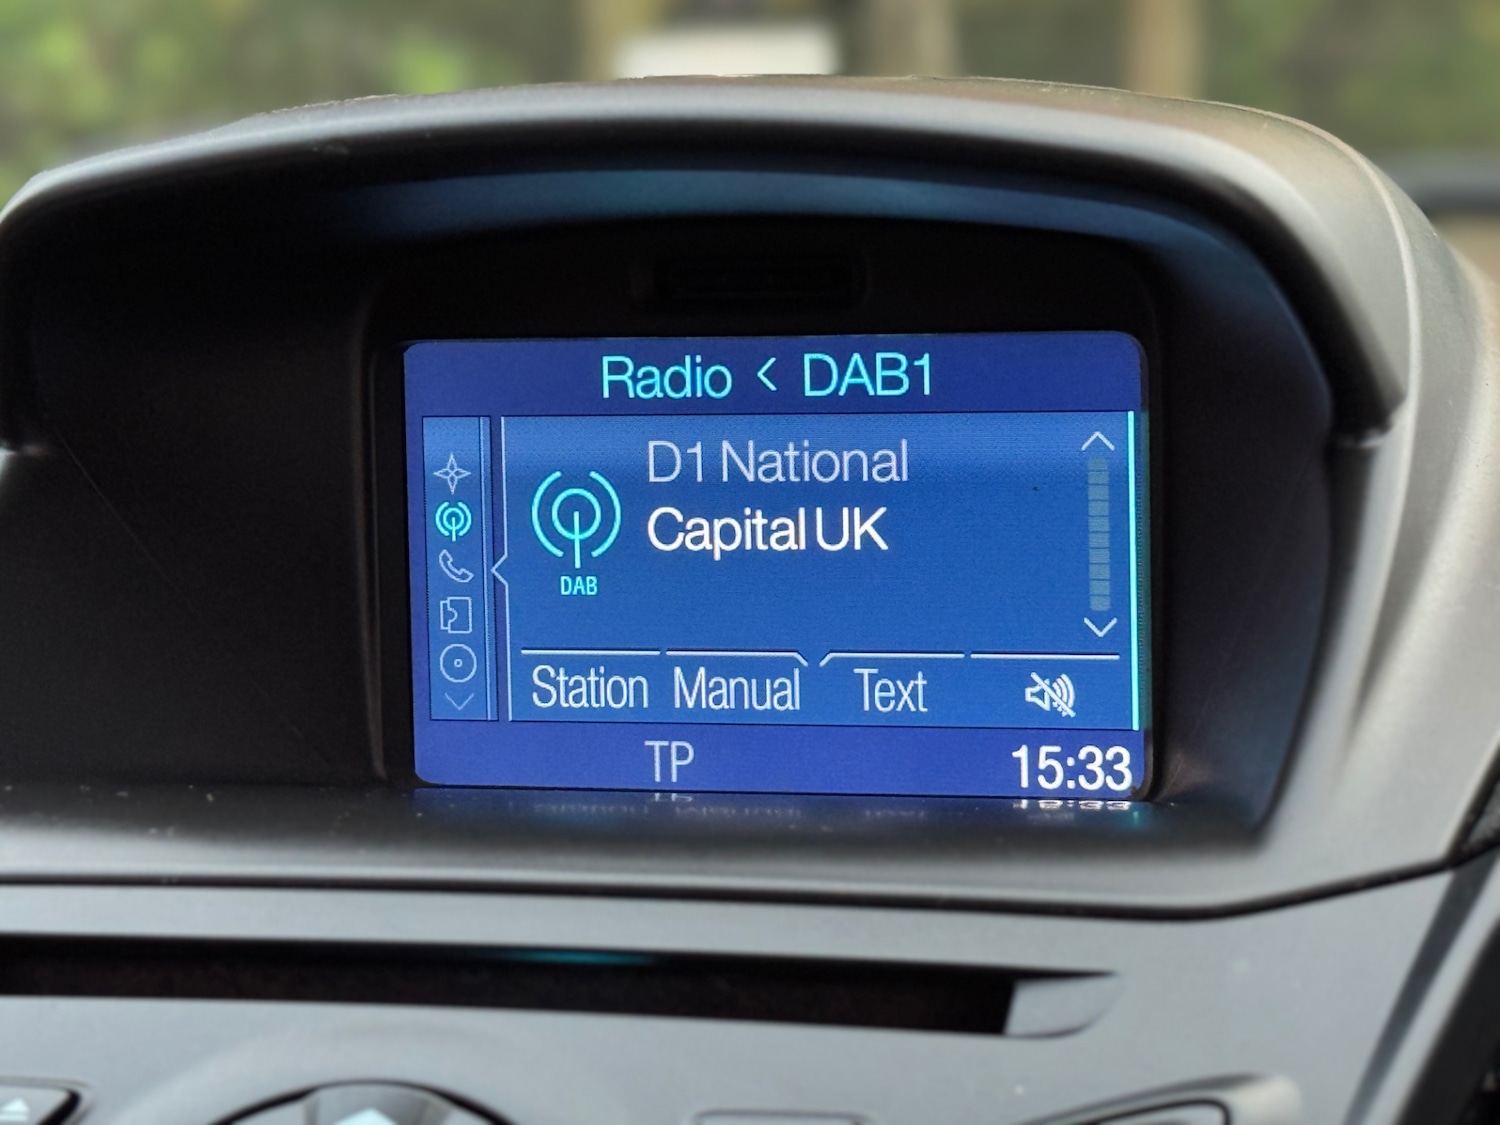 Radio < DAB1
D1 National
Capital UK
DAB
Station Manual Text
TP 15:33